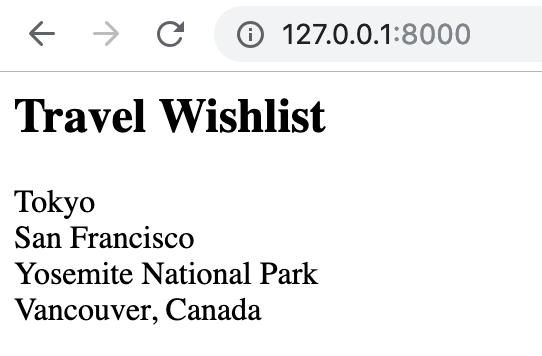 127.0.0.1:8000
Travel Wishlist
Tokyo
San Francisco
Yosemite National Park
Vancouver, Canada